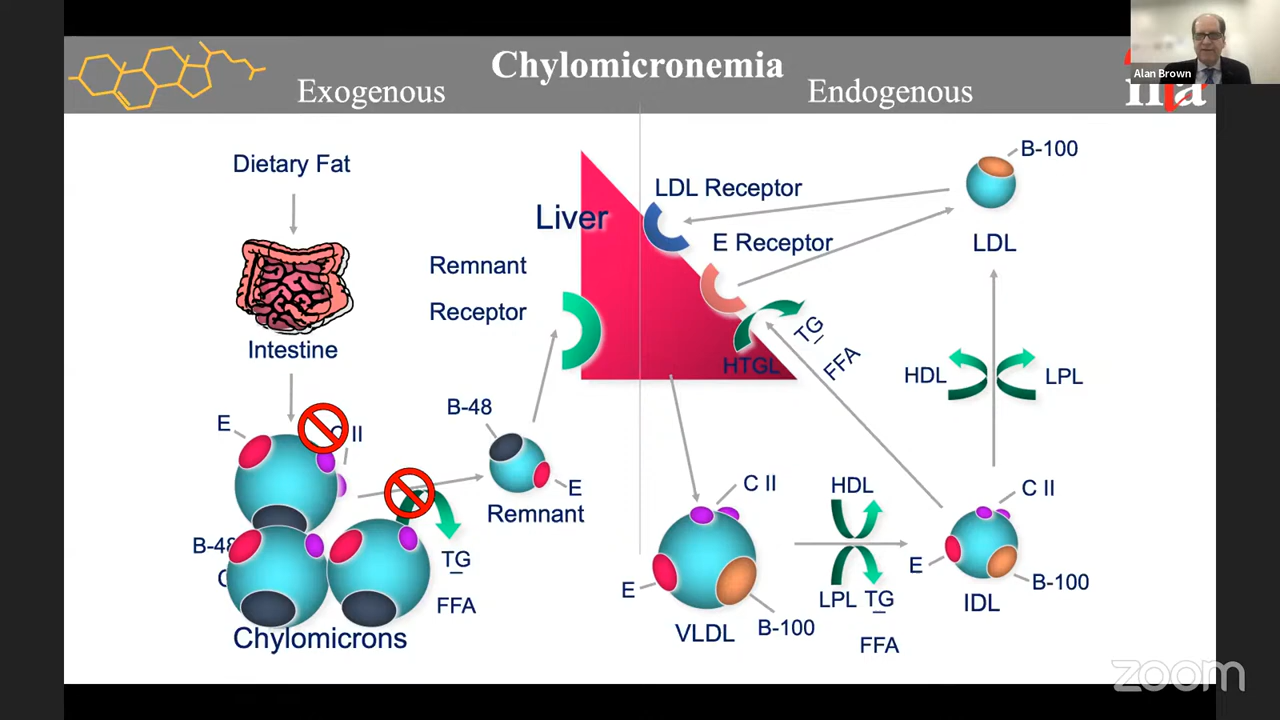 Chylomicronemia
Exogenous
Endogenous
Alan Brown
Dietary Fat
Intestine
Liver
Remnant
Receptor
LDL Receptor
E Receptor
B-100
LDL
HTGL
TG
FFA
HDL
LPL
E
C II
B-48
B-48
E
Remnant
TG
FFA
Chylomicrons
C II
E
VLDL
B-100
HDL
LPL TG
FFA
C II
E
B-100
IDL
zoom